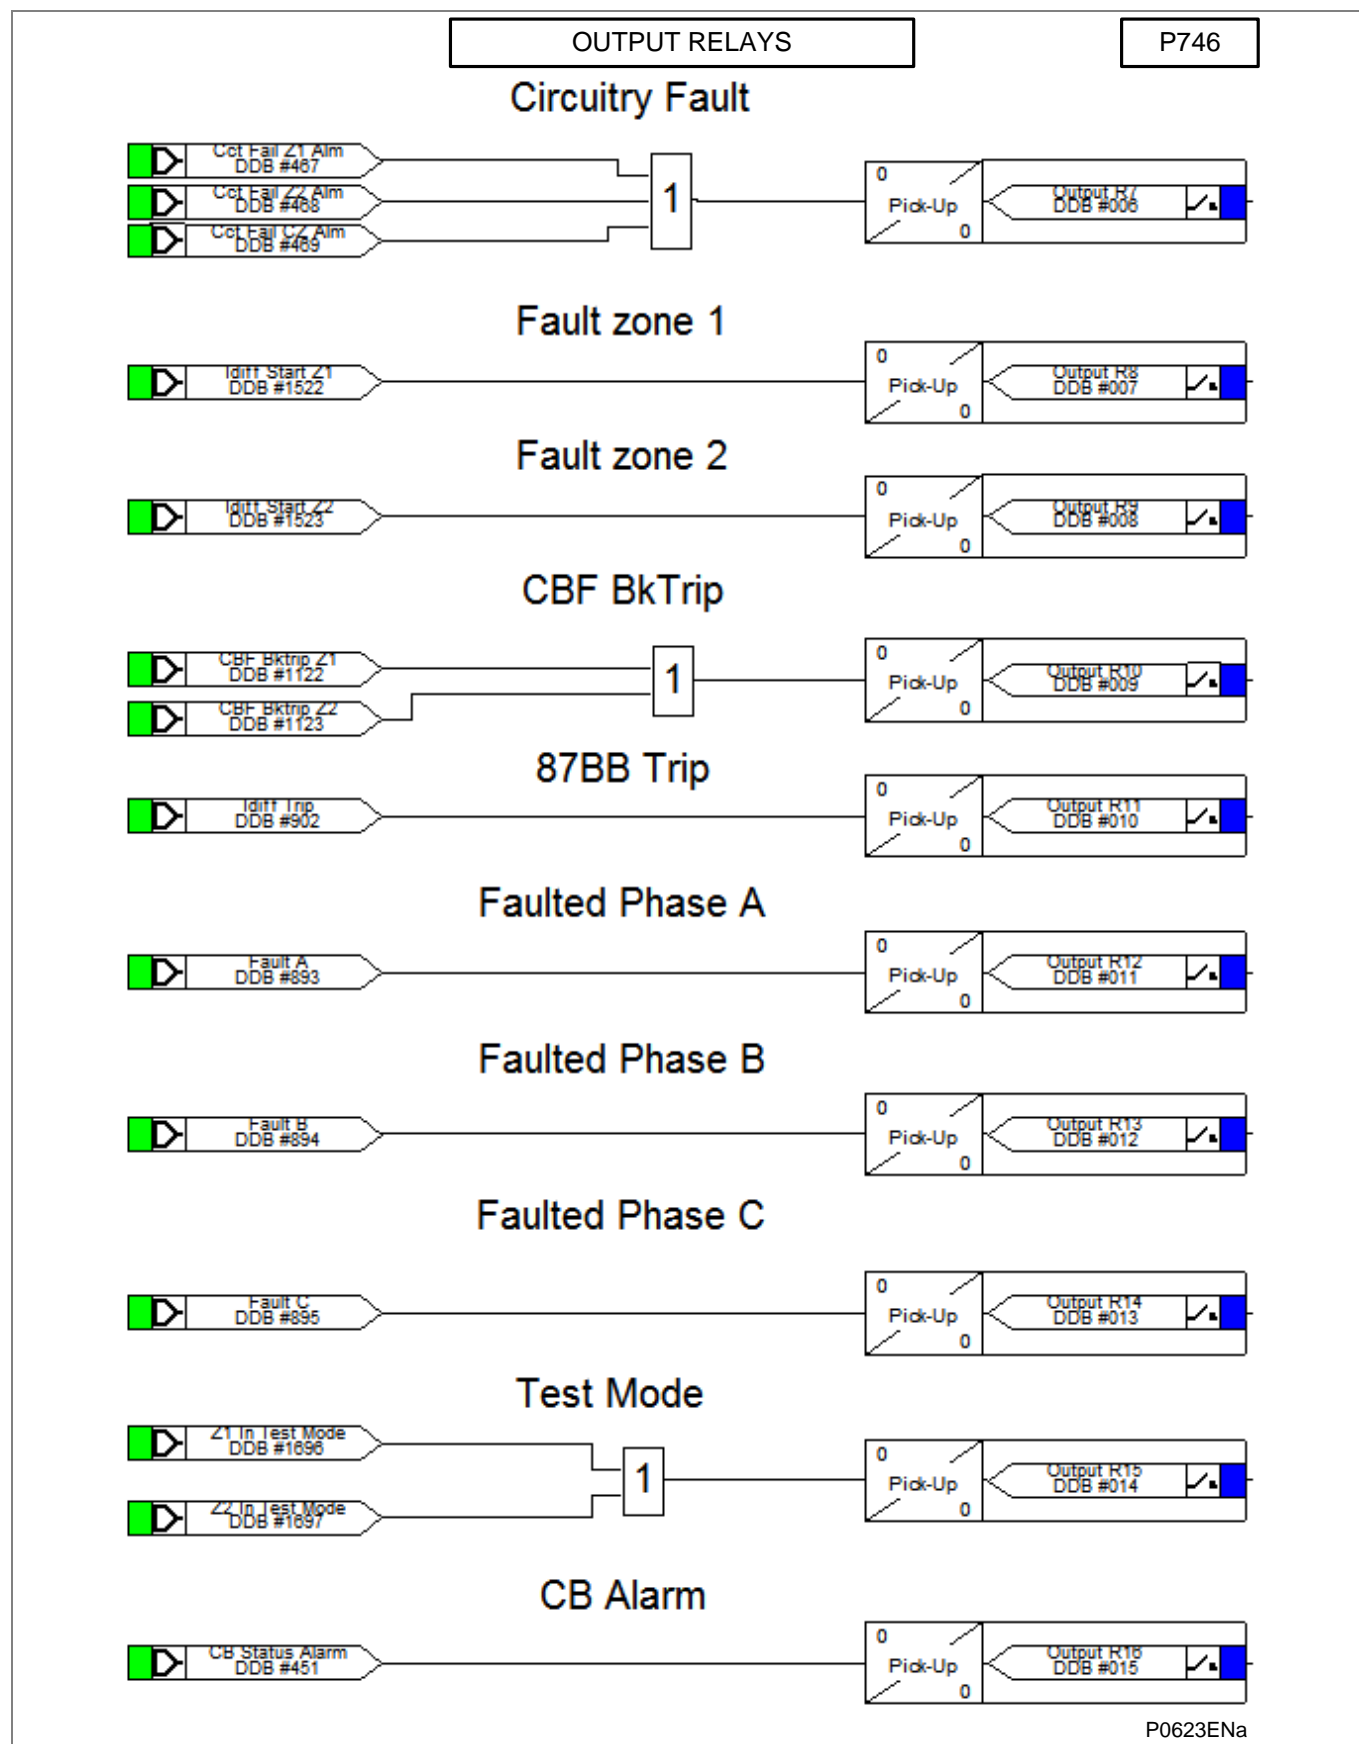 OUTPUT RELAYS
P746
Circuitry Fault
Cct Fail Z1 Alm
DDB #467
Cct Fail Z2 Alm
DDB #468
Cct Fail CZ Alm
DDB #469
1
0
Pick-Up
0
Output R7
DDB #006
Fault zone 1
Idiff Start Z1
DDB #1522
0
Pick-Up
0
Output R8
DDB #007
Fault zone 2
Idiff Start Z2
DDB #1523
0
Pick-Up
0
Output R9
DDB #008
CBF BkTrip
CBF Bktrip Z1
DDB #1122
CBF Bktrip Z2
DDB #1123
1
0
Pick-Up
0
Output R10
DDB #009
87BB Trip
Idiff Trip
DDB #902
0
Pick-Up
0
Output R11
DDB #010
Faulted Phase A
Fault A
DDB #893
0
Pick-Up
0
Output R12
DDB #011
Faulted Phase B
Fault B
DDB #894
0
Pick-Up
0
Output R13
DDB #012
Faulted Phase C
Fault C
DDB #895
0
Pick-Up
0
Output R14
DDB #013
Test Mode
Z1 In Test Mode
DDB #1696
Z2 In Test Mode
DDB #1697
1
0
Pick-Up
0
Output R15
DDB #014
CB Alarm
CB Status Alarm
DDB #451
0
Pick-Up
0
Output R16
DDB #015
P0623ENa